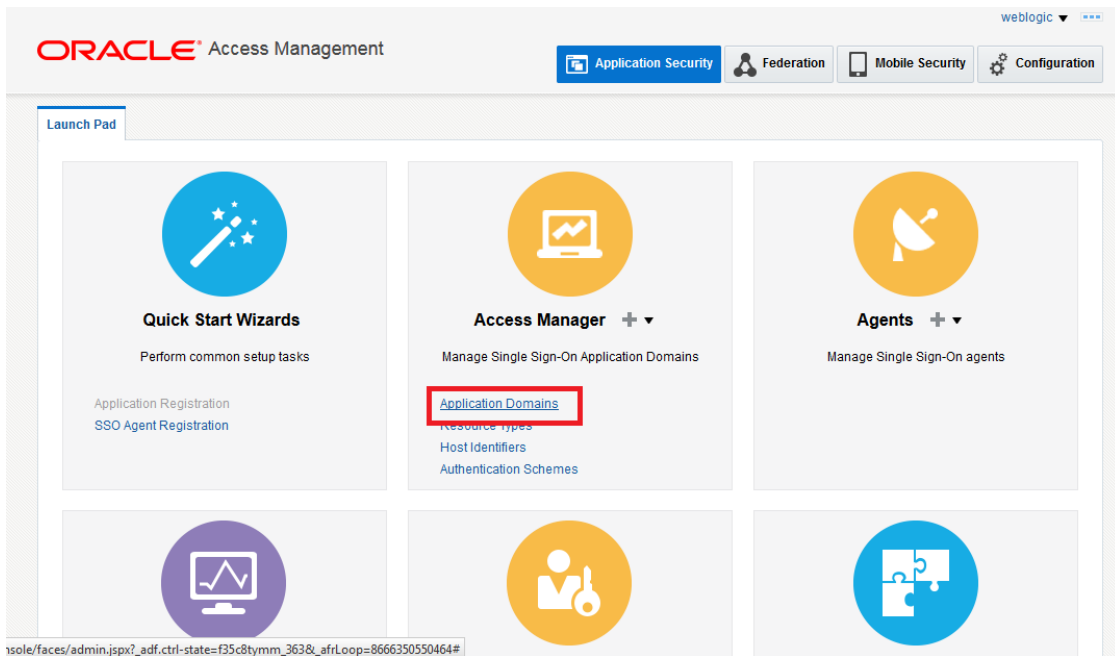 weblogic
ORACLE Access Management
Application Security
Federation
Mobile Security
Configuration
Launch Pad
Quick Start Wizards
Perform common setup tasks
Application Registration
SSO Agent Registration
Access Manager
Manage Single Sign-On Application Domains
Application Domains
Resource Types
Host Identifiers
Authentication Schemes
Agents
Manage Single Sign-On agents
nsole/faces/admin.jspx?_adf.ctrl-state=f35c8tymm_363&_afrLoop=8666350550464#